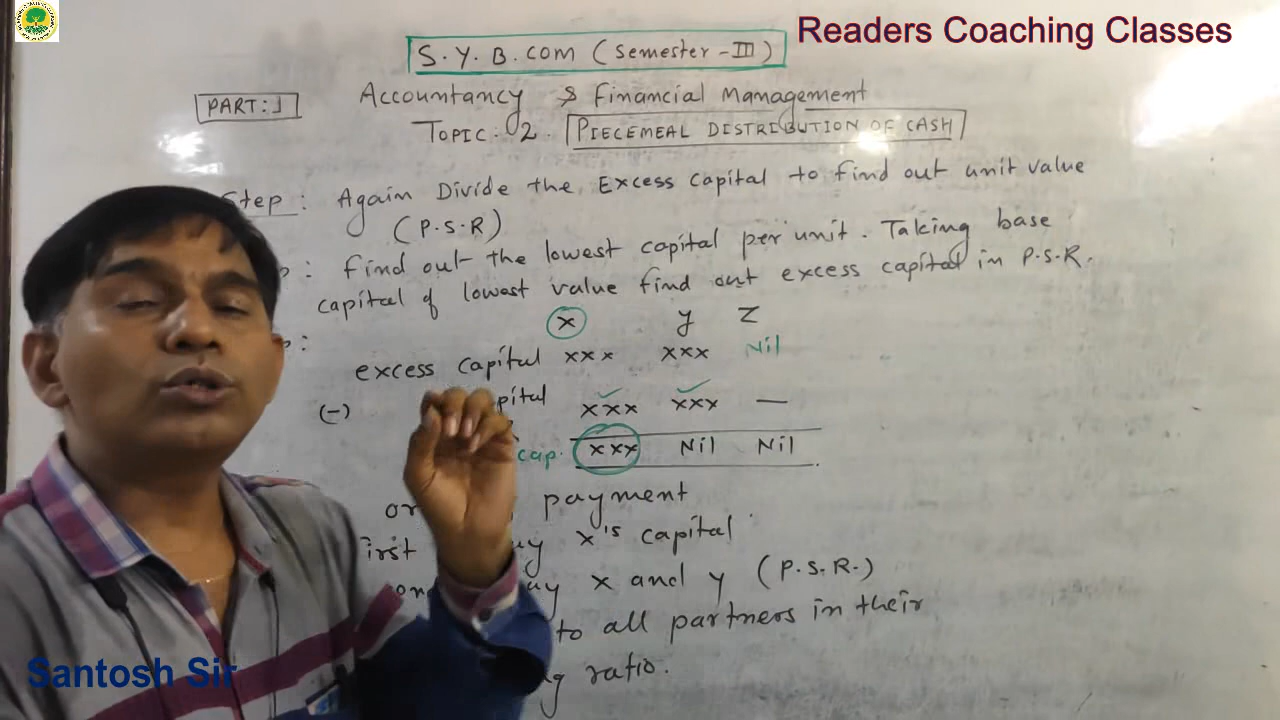 Readers Coaching Classes
S.Y.B.COM (Semester-III)
PART:1
Accountancy & Financial Management
TOPIC:2. PIECEMEAL DISTRIBUTION OF CASH
Step: Again Divide the Excess capital to find out unit value
(P.S.R)
: Find out the lowest capital per unit. Taking base
capital of lowest value find out excess capital in P.S.R.
x y Z
:
excess capital xxx xxx Nil
(-) xxx xxx —
cap. xxx Nil Nil
payment
x's capital
x and y (P.S.R.)
to all partners in their
ratio.
Santosh Sir